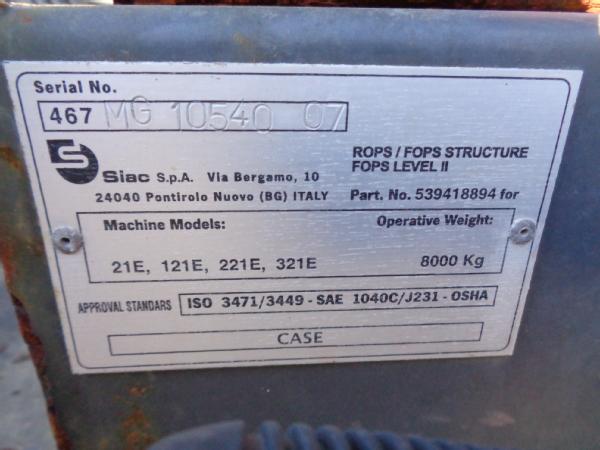 Serial No.
467 MG 10540 07
Siac S.p.A. Via Bergamo, 10
24040 Pontirolo Nuovo (BG) ITALY
ROPS / FOPS STRUCTURE
FOPS LEVEL II
Part. No. 539418894 for
Machine Models: Operative Weight:
21E, 121E, 221E, 321E 8000 Kg
APPROVAL STANDARS ISO 3471/3449 - SAE 1040C/J231 - OSHA
CASE